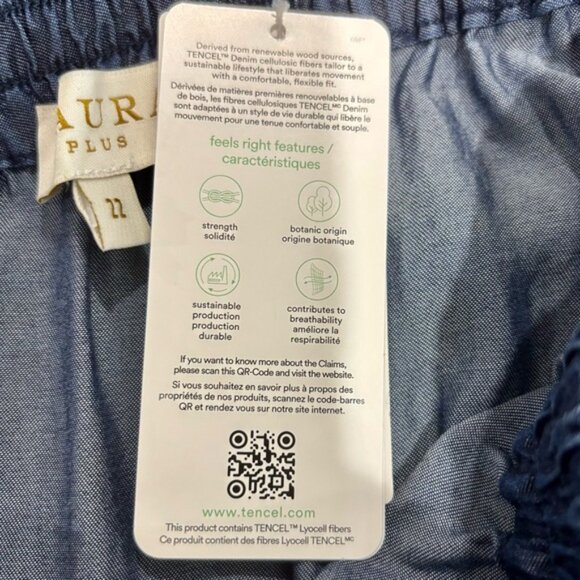 Derived from renewable wood sources,
TENCEL™ Denim cellulosic fibers tailor to a
sustainable lifestyle that liberates movement
with a comfortable, flexible fit.
Dérivées de matières premières renouvelables à base
de bois, les fibres cellulosiques TENCELᴹᶜ Denim
sont adaptées à un style de vie durable qui libère le
mouvement pour une tenue confortable et souple.
AURA
PLUS
22
feels right features /
caractéristiques
strength
solidité
botanic origin
origine botanique
sustainable
production
production
durable
contributes to
breathability
améliore la
respirabilité
If you want to know more about the Claims,
please scan this QR-Code and visit the website.
Si vous souhaitez en savoir plus à propos des
propriétés de nos produits, scannez le code-barres
QR et rendez vous sur notre site internet.
www.tencel.com
This product contains TENCEL™ Lyocell fibers
Ce produit contient des fibres Lyocell TENCELᴹᶜ